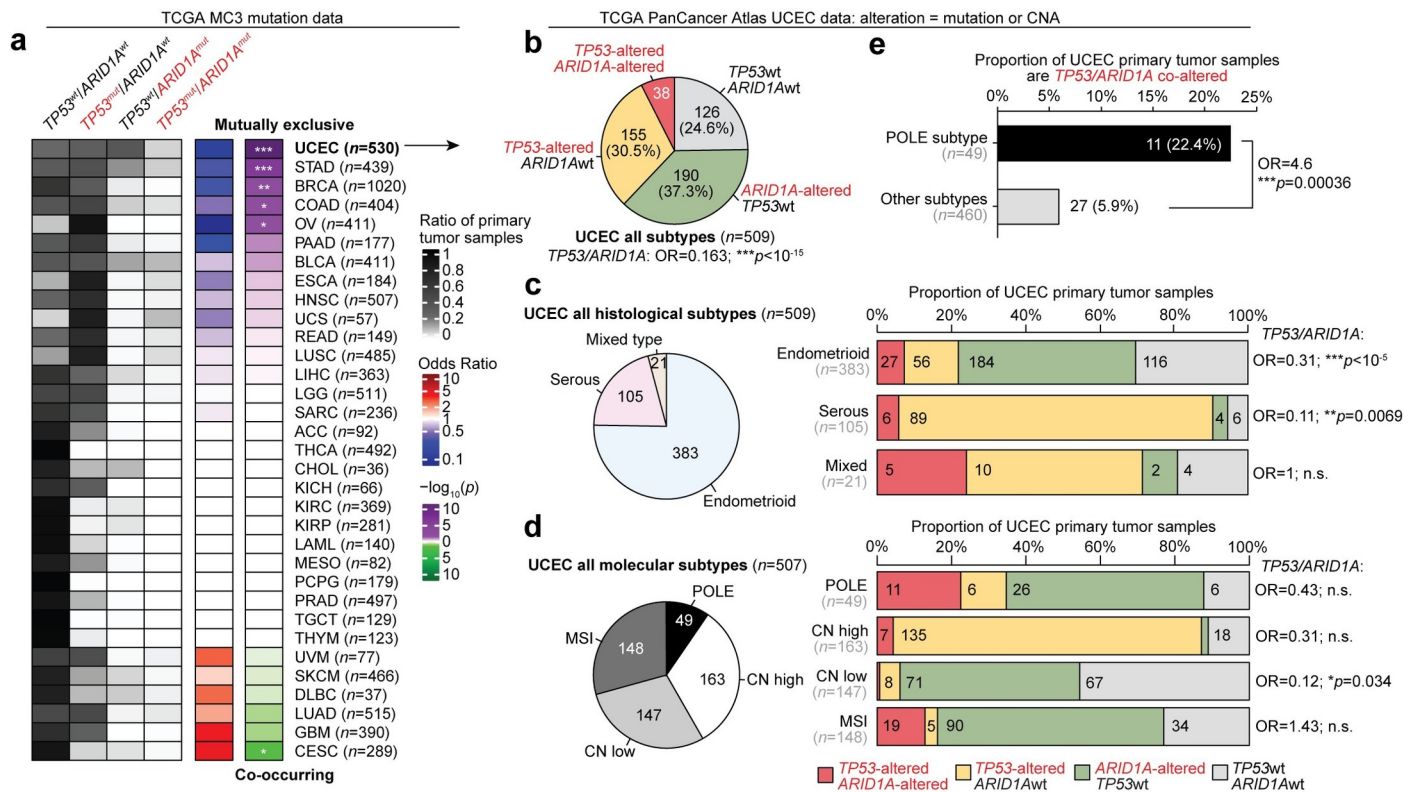 TCGA MC3 mutation data
a
TP53wt/ARID1Awt
TP53mut/ARID1Awt
TP53wt/ARID1Amut
TP53mut/ARID1Amut
Mutually exclusive
*** UCEC (n=530)
*** STAD (n=439)
** BRCA (n=1020)
* COAD (n=404)
* OV (n=411)
PAAD (n=177)
BLCA (n=411)
ESCA (n=184)
HNSC (n=507)
UCS (n=57)
READ (n=149)
LUSC (n=485)
LIHC (n=363)
LGG (n=511)
SARC (n=236)
ACC (n=92)
THCA (n=492)
CHOL (n=36)
KICH (n=66)
KIRC (n=369)
KIRP (n=281)
LAML (n=140)
MESO (n=82)
PCPG (n=179)
PRAD (n=497)
TGCT (n=129)
THYM (n=123)
UVM (n=77)
SKCM (n=466)
DLBC (n=37)
LUAD (n=515)
GBM (n=390)
* CESC (n=289)
Co-occurring
Ratio of primary
tumor samples
1
0.8
0.6
0.4
0.2
0
Odds Ratio
10
5
2
1
0.5
0.1
−log10(p)
10
5
0
5
10
TCGA PanCancer Atlas UCEC data: alteration = mutation or CNA
b
TP53-altered
ARID1A-altered
38
TP53wt
ARID1Awt
126
(24.6%)
TP53-altered
ARID1Awt
155
(30.5%)
190
(37.3%)
ARID1A-altered
TP53wt
UCEC all subtypes (n=509)
TP53/ARID1A: OR=0.163; ***p<10-15
e
Proportion of UCEC primary tumor samples
are TP53/ARID1A co-altered
0% 5% 10% 15% 20% 25%
POLE subtype
(n=49)
11 (22.4%)
Other subtypes
(n=460)
27 (5.9%)
OR=4.6
***p=0.00036
c
UCEC all histological subtypes (n=509)
Mixed type
21
Serous
105
383
Endometrioid
Proportion of UCEC primary tumor samples
0% 20% 40% 60% 80% 100%
TP53/ARID1A:
Endometrioid
(n=383)
27 56 184 116
OR=0.31; ***p<10-5
Serous
(n=105)
6 89 4 6
OR=0.11; **p=0.0069
Mixed
(n=21)
5 10 2 4
OR=1; n.s.
d
UCEC all molecular subtypes (n=507)
POLE
49
MSI
148
163
CN high
147
CN low
Proportion of UCEC primary tumor samples
0% 20% 40% 60% 80% 100%
TP53/ARID1A:
POLE
(n=49)
11 6 26 6
OR=0.43; n.s.
CN high
(n=163)
7 135 18
OR=0.31; n.s.
CN low
(n=147)
8 71 67
OR=0.12; *p=0.034
MSI
(n=148)
19 5 90 34
OR=1.43; n.s.
TP53-altered
ARID1A-altered
TP53-altered
ARID1Awt
ARID1A-altered
TP53wt
TP53wt
ARID1Awt